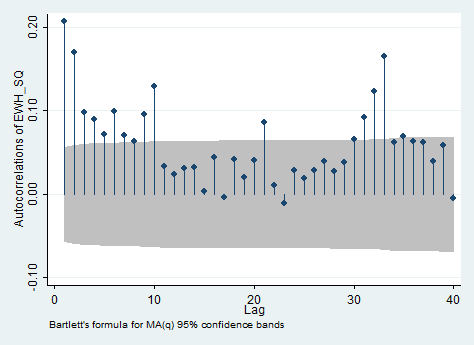 Autocorrelations of EWH_SQ
0.20
0.10
0.00
-0.10
0 10 20 30 40
Lag
Bartlett's formula for MA(q) 95% confidence bands